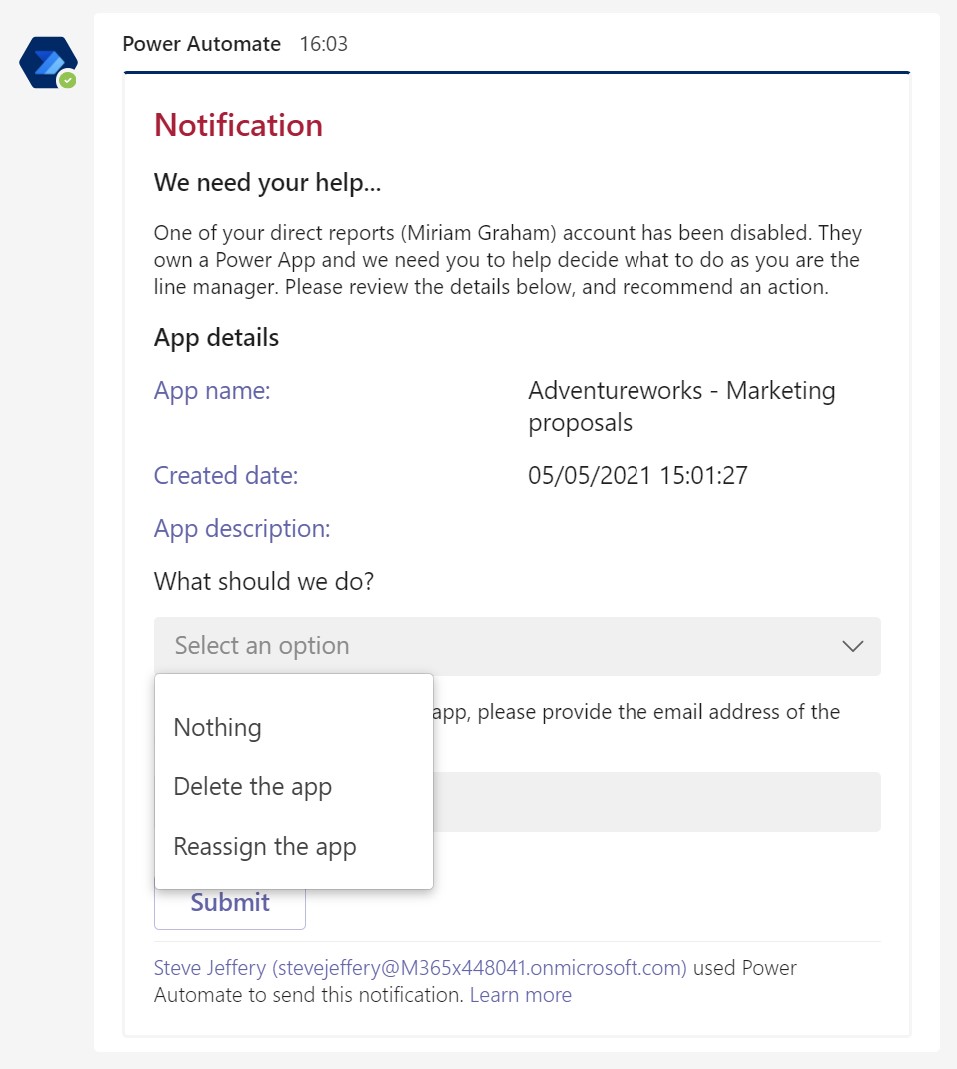 Power Automate 16:03
Notification
We need your help...
One of your direct reports (Miriam Graham) account has been disabled. They
own a Power App and we need you to help decide what to do as you are the
line manager. Please review the details below, and recommend an action.
App details
App name: Adventureworks - Marketing
proposals
Created date: 05/05/2021 15:01:27
App description:
What should we do?
Select an option
app, please provide the email address of the
Nothing
Delete the app
Reassign the app
Submit
Steve Jeffery (stevejeffery@M365x448041.onmicrosoft.com) used Power
Automate to send this notification. Learn more